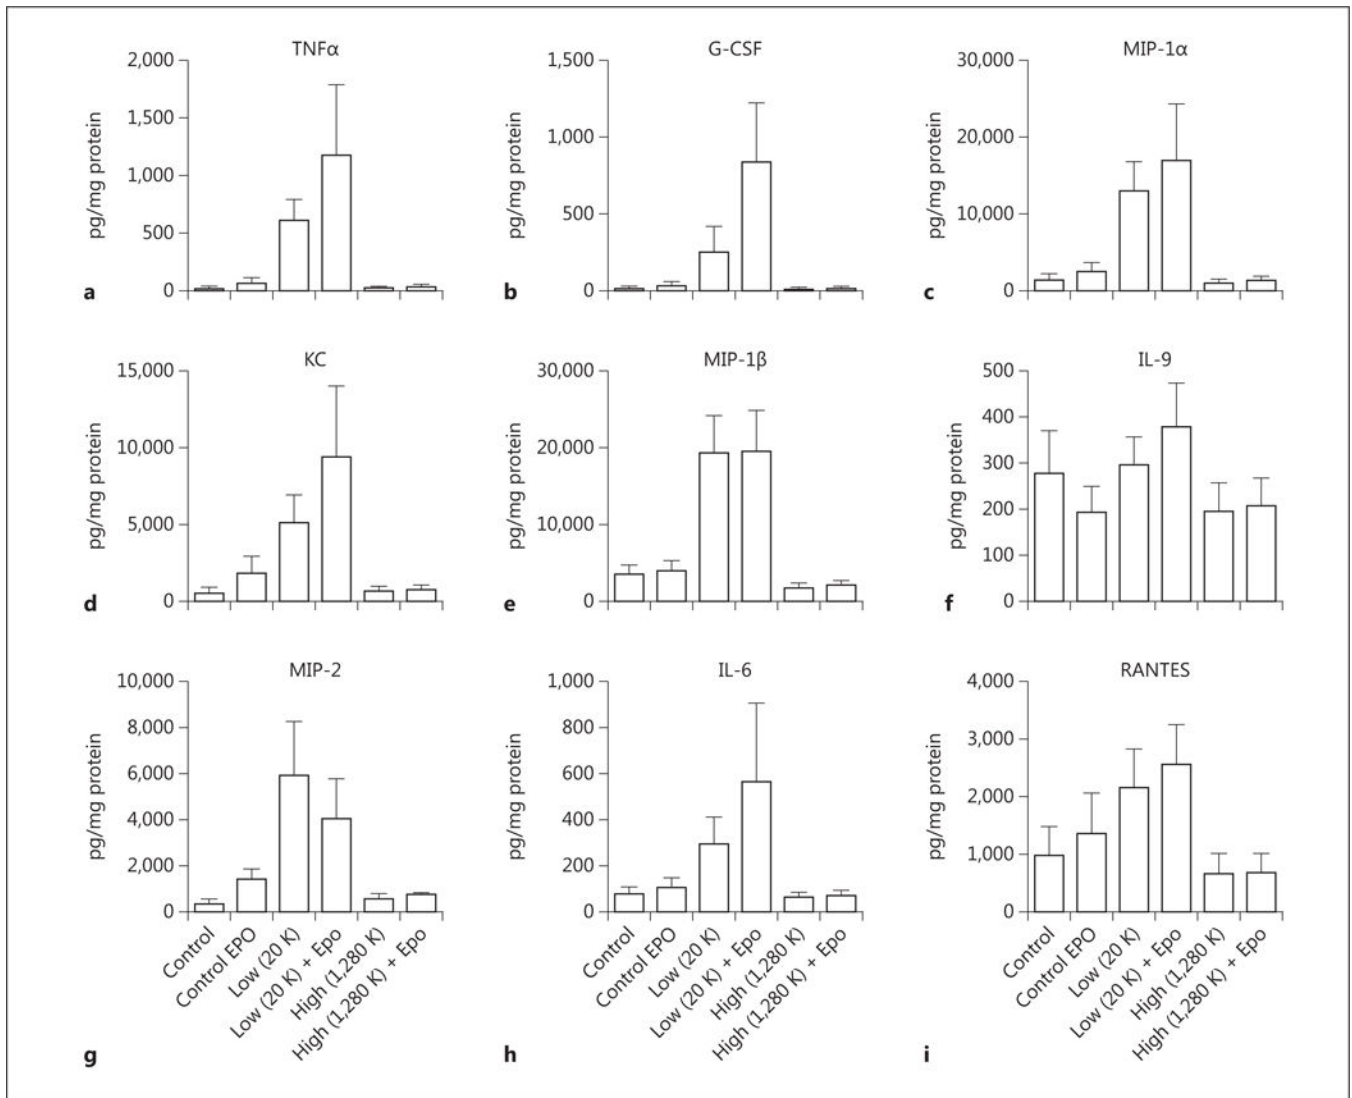 TNFα
2,000
1,500
1,000
500
0
pg/mg protein
a
G-CSF
1,500
1,000
500
0
pg/mg protein
b
MIP-1α
30,000
20,000
10,000
0
pg/mg protein
c
KC
15,000
10,000
5,000
0
pg/mg protein
d
MIP-1β
30,000
20,000
10,000
0
pg/mg protein
e
IL-9
500
400
300
200
100
0
pg/mg protein
f
MIP-2
10,000
8,000
6,000
4,000
2,000
0
pg/mg protein
Control
Control EPO
Low (20 K)
Low (20 K) + Epo
High (1,280 K)
High (1,280 K) + Epo
g
IL-6
1,000
800
600
400
200
0
pg/mg protein
Control
Control EPO
Low (20 K)
Low (20 K) + Epo
High (1,280 K)
High (1,280 K) + Epo
h
RANTES
4,000
3,000
2,000
1,000
0
pg/mg protein
Control
Control EPO
Low (20 K)
Low (20 K) + Epo
High (1,280 K)
High (1,280 K) + Epo
i